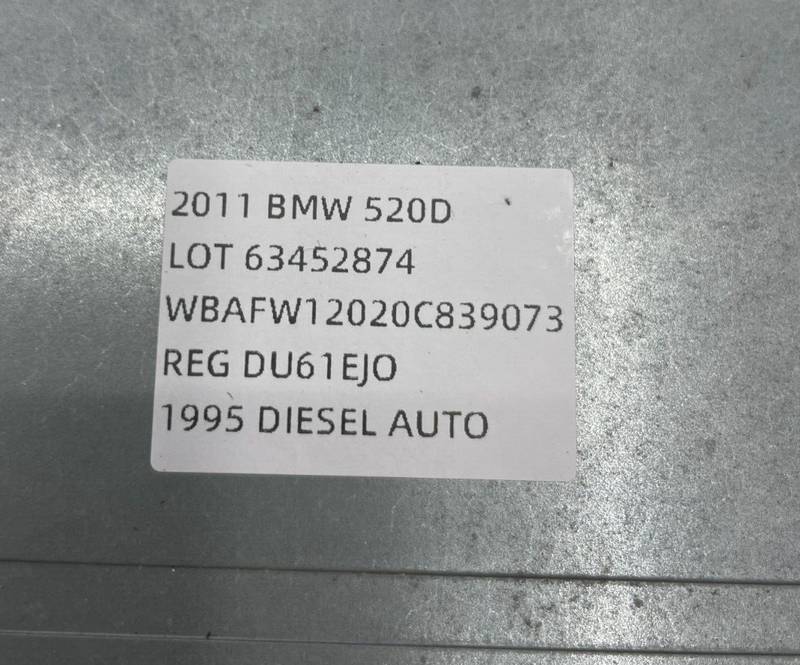 2011 BMW 520D
LOT 63452874
WBAFW12020C839073
REG DU61EJO
1995 DIESEL AUTO